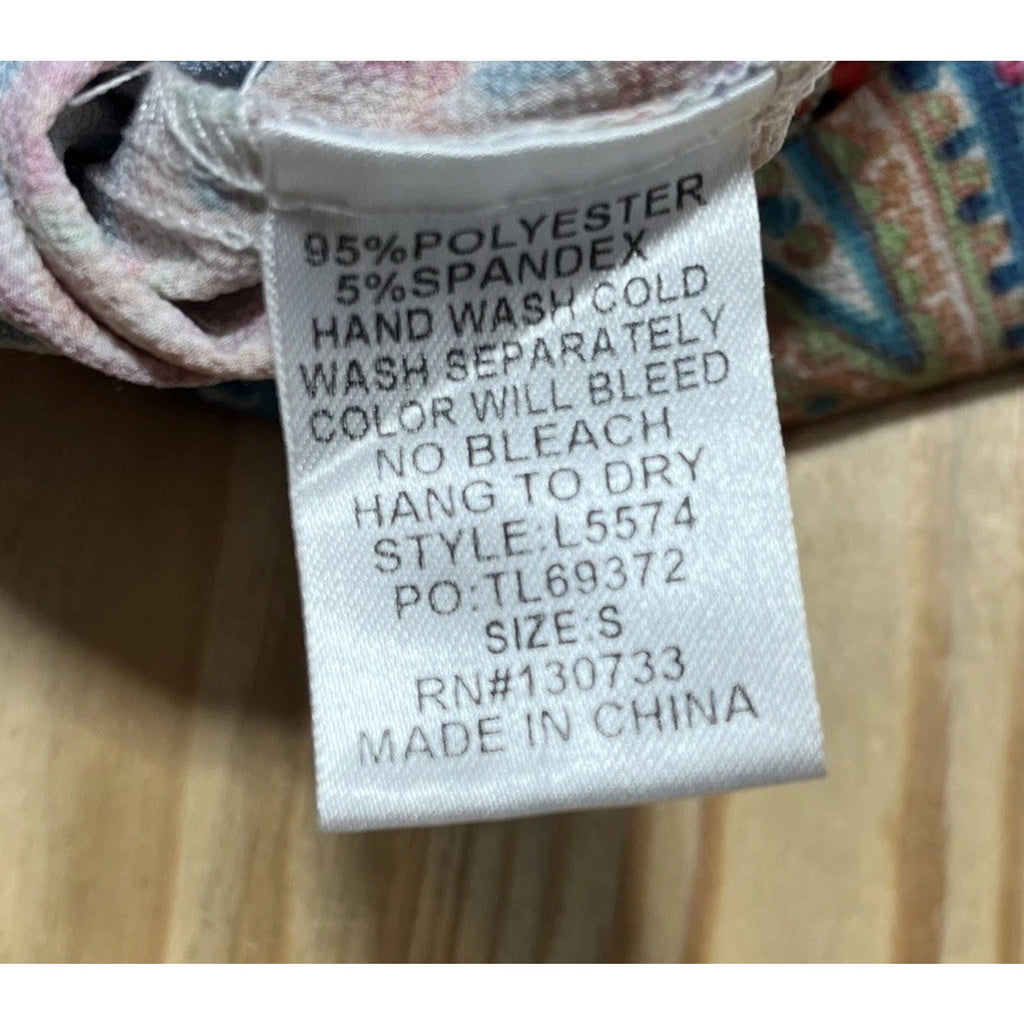 95%POLYESTER
5%SPANDEX
HAND WASH COLD
WASH SEPARATELY
COLOR WILL BLEED
NO BLEACH
HANG TO DRY
STYLE:L5574
PO:TL69372
SIZE:S
RN#130733
MADE IN CHINA